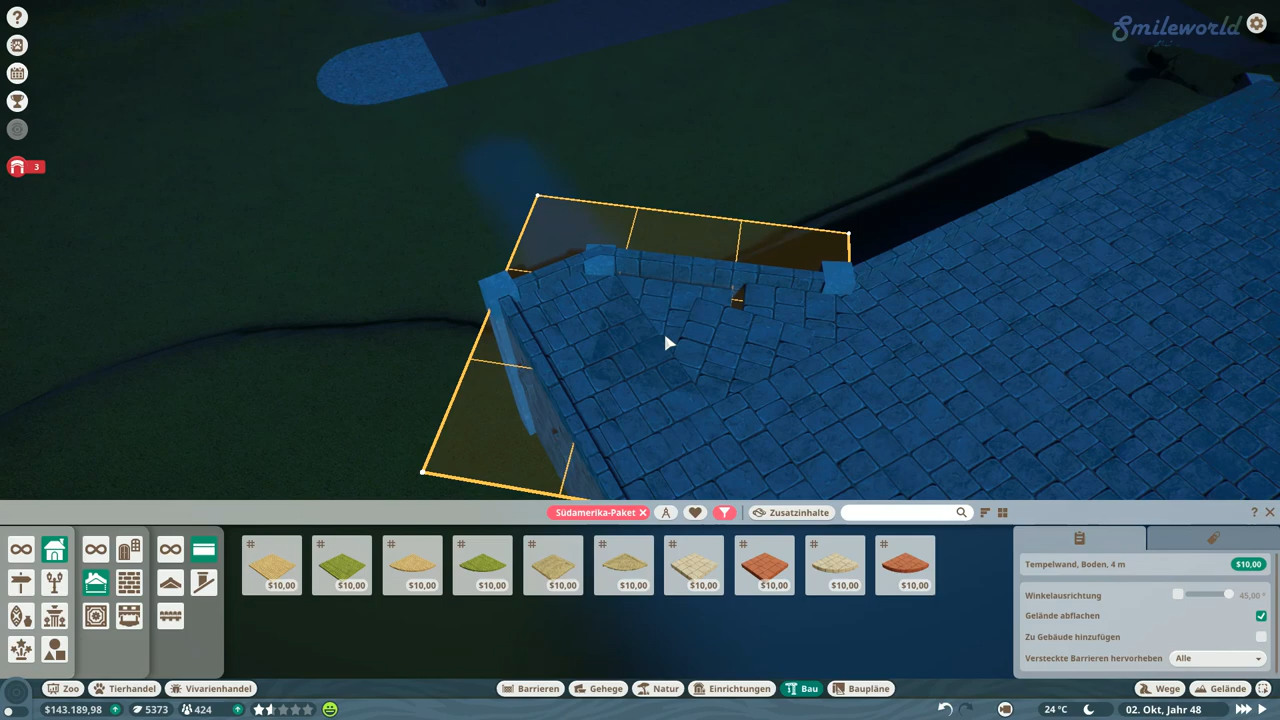 ?
Smileworld
3
Südamerika-Paket ×
Zusatzinhalte
? ×
$10,00 $10,00 $10,00 $10,00 $10,00 $10,00 $10,00 $10,00 $10,00 $10,00
Tempelwand, Boden, 4 m $10,00
Winkelausrichtung 45,00 °
Gelände abflachen
Zu Gebäude hinzufügen
Versteckte Barrieren hervorheben Alle
Zoo Tierhandel Vivarienhandel Barrieren Gehege Natur Einrichtungen Bau Baupläne Wege Gelände
$143.189,98 5373 424 24 °C 02. Okt, Jahr 48